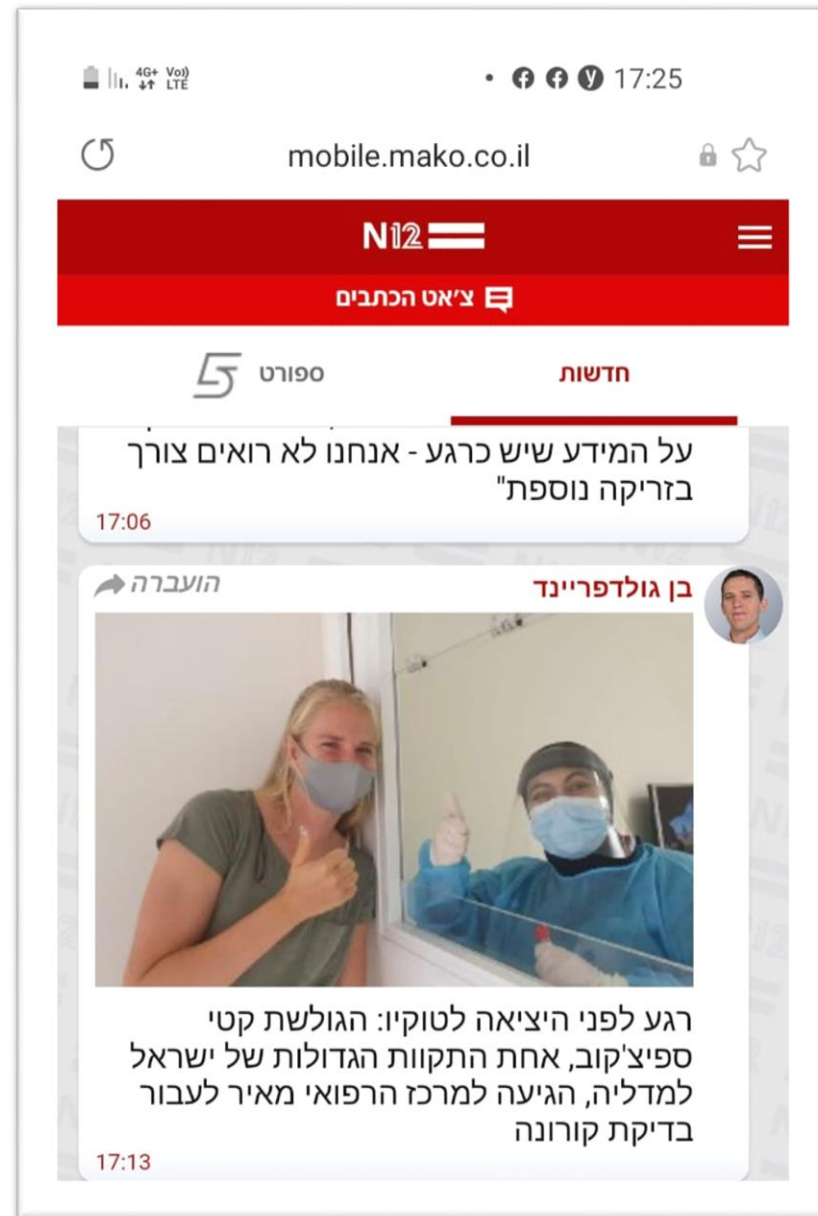 4G+ Vo)) LTE 17:25
mobile.mako.co.il
N12
צ'אט הכתבים
חדשות
ספורט 5
על המידע שיש כרגע - אנחנו לא רואים צורך
בזריקה נוספת"
17:06
בן גולדפריינד
הועברה
רגע לפני היציאה לטוקיו: הגולשת קטי
ספיצ'קוב, אחת התקוות הגדולות של ישראל
למדליה, הגיעה למרכז הרפואי מאיר לעבור
בדיקת קורונה
17:13